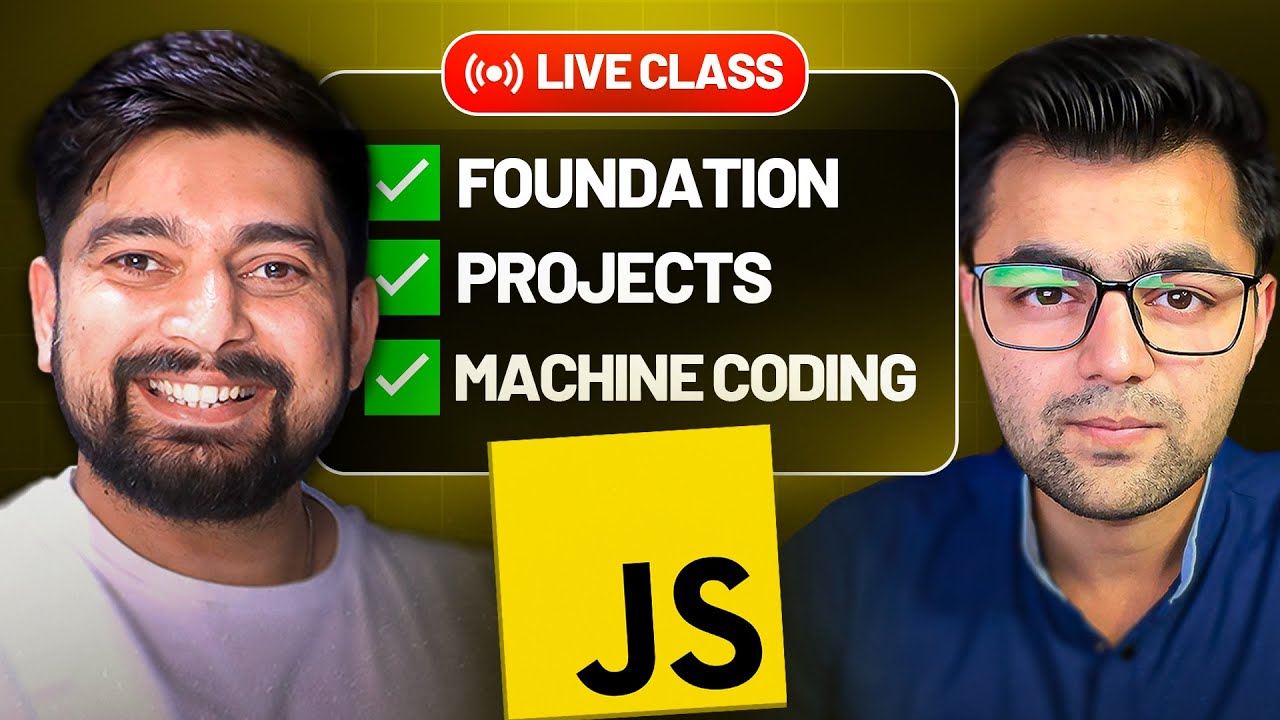 LIVE CLASS
FOUNDATION
PROJECTS
MACHINE CODING
JS